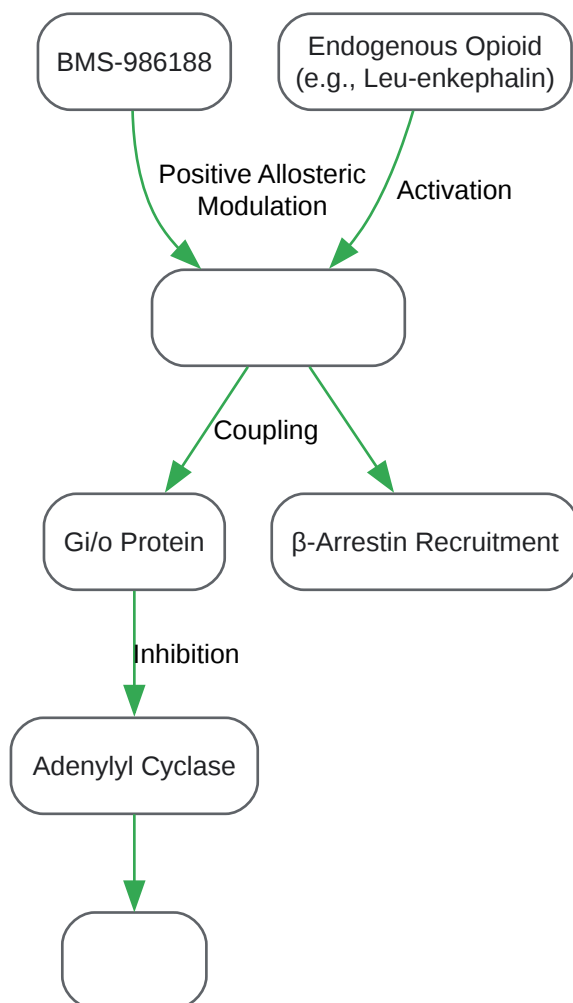 BMS-986188
Endogenous Opioid
(e.g., Leu-enkephalin)
Positive Allosteric
Modulation
Activation
Coupling
Gi/o Protein
β-Arrestin Recruitment
Inhibition
Adenylyl Cyclase